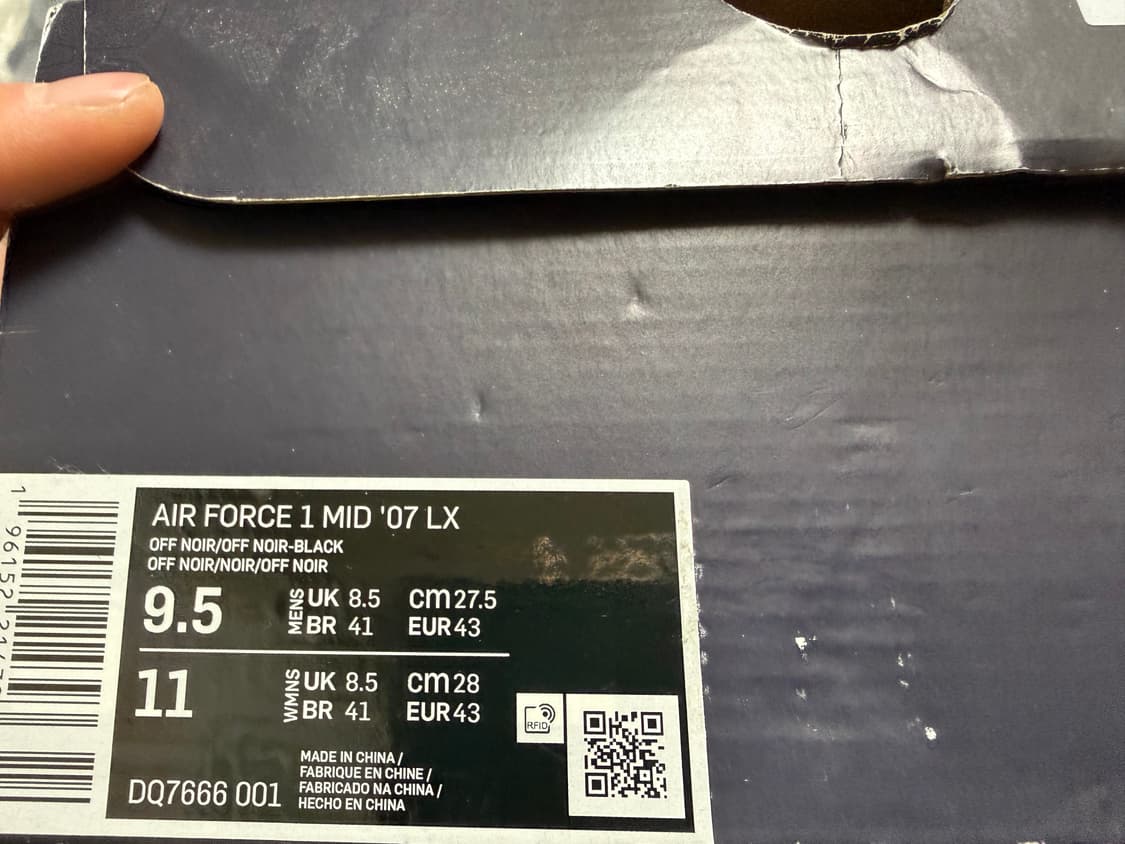 AIR FORCE 1 MID '07 LX
OFF NOIR/OFF NOIR-BLACK
OFF NOIR/NOIR/OFF NOIR
9.5 MENS UK 8.5 cm 27.5
BR 41 EUR 43
11 WMNS UK 8.5 cm 28
BR 41 EUR 43
RFID
MADE IN CHINA /
FABRIQUE EN CHINE /
FABRICADO NA CHINA /
HECHO EN CHINA
DQ7666 001